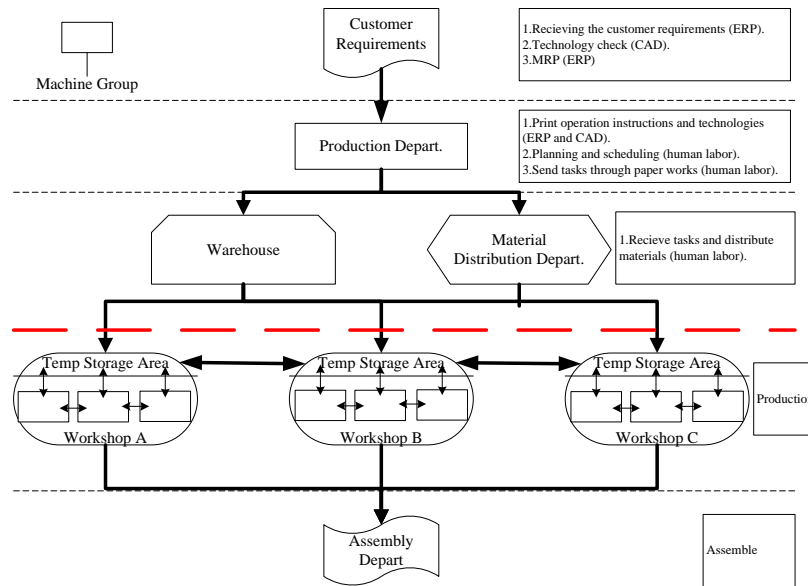 Customer
Requirements
1.Recieving the customer requirements (ERP).
2.Technology check (CAD).
3.MRP (ERP)
Machine Group
Production Depart.
1.Print operation instructions and technologies
(ERP and CAD).
2.Planning and scheduling (human labor).
3.Send tasks through paper works (human labor).
Warehouse
Material
Distribution Depart.
1.Recieve tasks and distribute
materials (human labor).
Temp Storage Area
Temp Storage Area
Temp Storage Area
Workshop A
Workshop B
Workshop C
Production
Assembly
Depart
Assemble